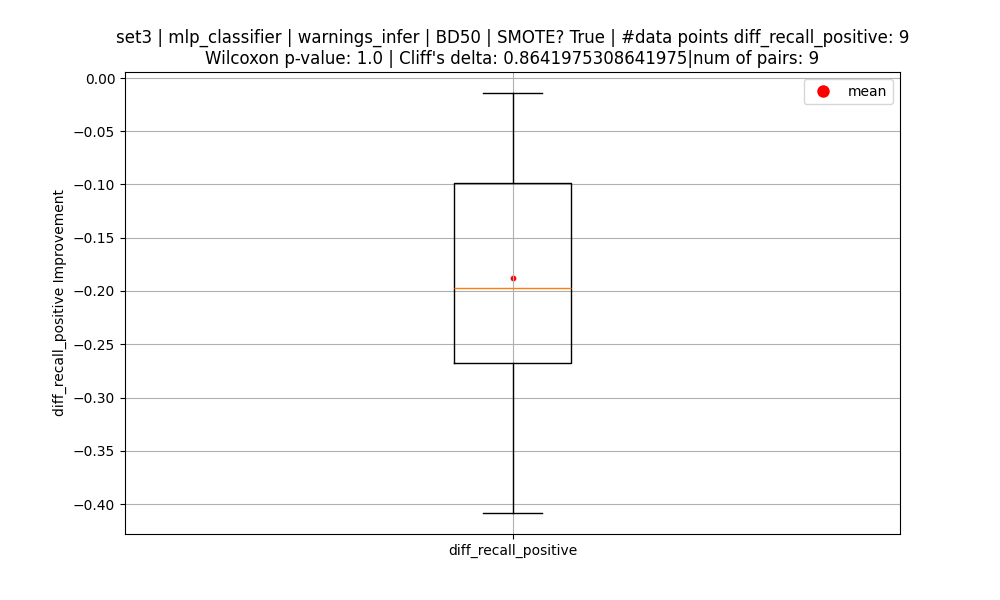 set3 | mlp_classifier | warnings_infer | BD50 | SMOTE? True | #data points diff_recall_positive: 9
Wilcoxon p-value: 1.0 | Cliff's delta: 0.8641975308641975|num of pairs: 9
mean
0.00
−0.05
−0.10
−0.15
−0.20
−0.25
−0.30
−0.35
−0.40
diff_recall_positive Improvement
diff_recall_positive